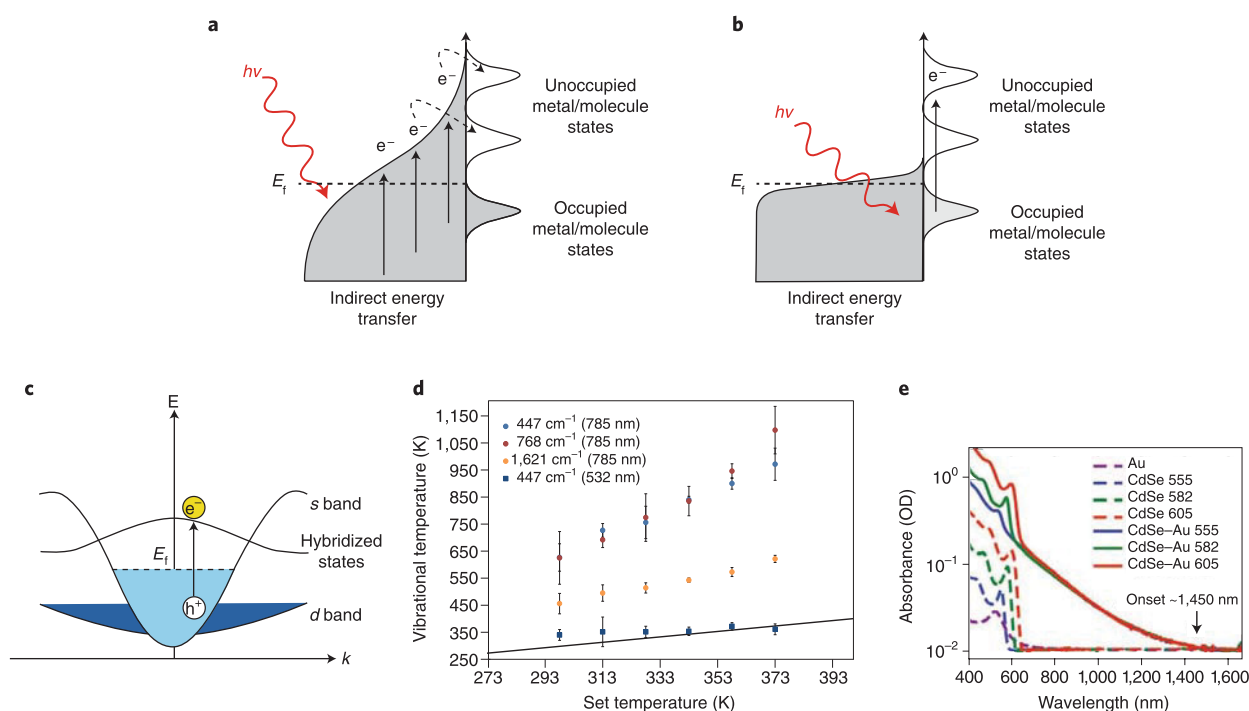 a
hν
e⁻
e⁻
e⁻
E_f
Unoccupied
metal/molecule
states
Occupied
metal/molecule
states
Indirect energy
transfer
b
hν
e⁻
E_f
Unoccupied
metal/molecule
states
Occupied
metal/molecule
states
Indirect energy
transfer
c
E
e⁻
s band
Hybridized
states
E_f
h⁺
d band
k
d
Vibrational temperature (K)
1,150
1,050
950
850
750
650
550
450
350
250
447 cm⁻¹ (785 nm)
768 cm⁻¹ (785 nm)
1,621 cm⁻¹ (785 nm)
447 cm⁻¹ (532 nm)
273 293 313 333 353 373 393
Set temperature (K)
e
Absorbance (OD)
10⁰
10⁻¹
10⁻²
Au
CdSe 555
CdSe 582
CdSe 605
CdSe–Au 555
CdSe–Au 582
CdSe–Au 605
Onset ~1,450 nm
400 600 800 1,000 1,200 1,400 1,600
Wavelength (nm)